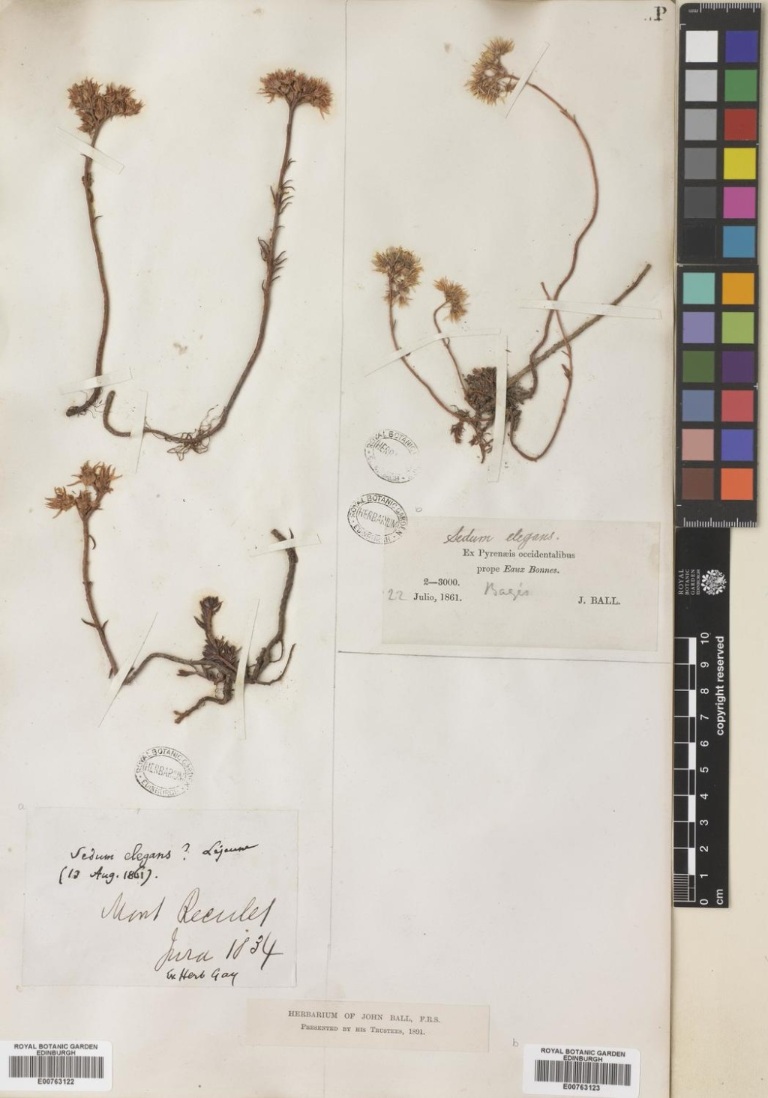 P
Sedum elegans.
Ex Pyrenæis occidentalibus
prope Eaux Bonnes.
2—3000.
22 Julio, 1861.
J. BALL.
ROYAL BOTANIC GARDEN
HERBARIUM
EDINBURGH
ROYAL BOTANIC GARDEN
HERBARIUM
EDINBURGH
ROYAL BOTANIC GARDEN
HERBARIUM
EDINBURGH
a
Sedum elegans ? Lejeune
(13 Aug. 1861).
Mont Reculet
Jura 1834
Ex Herb Gay
HERBARIUM OF JOHN BALL, F.R.S.
PRESENTED BY HIS TRUSTEES, 1891.
ROYAL BOTANIC GARDEN
EDINBURGH
E00763122
b
ROYAL BOTANIC GARDEN
EDINBURGH
E00763123
ROYAL
BOTANIC
GARDEN
EDINBURGH
0 1 2 3 4 5 6 7 8 9 10
cm
copyright reserved